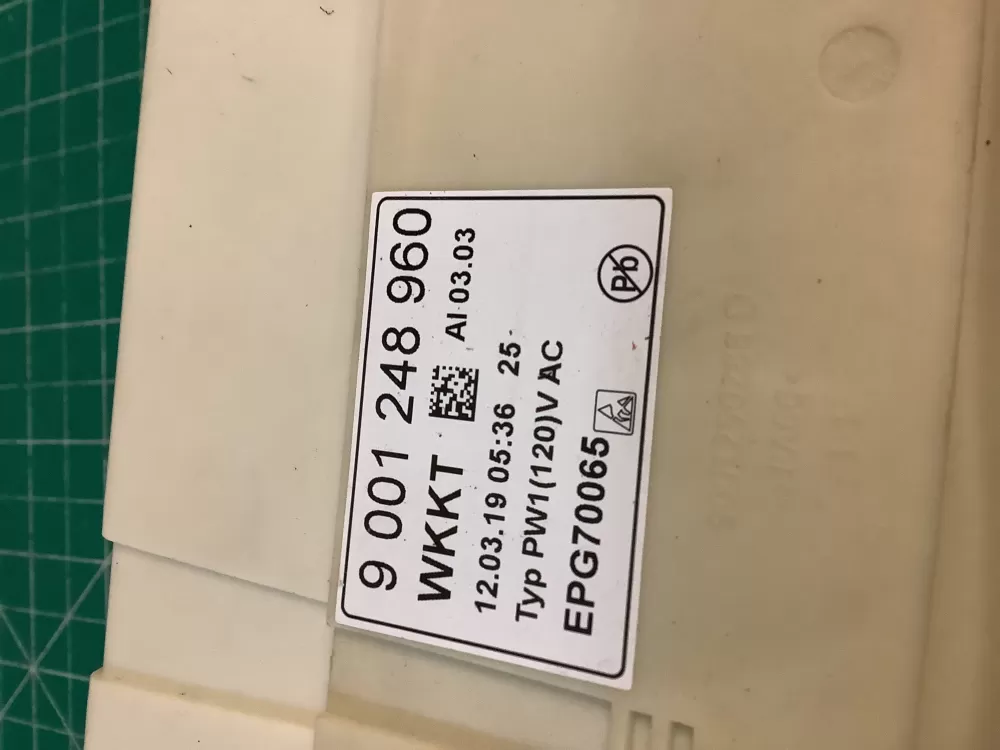 9 001 248 960
WKKT AI 03.03
12.03.19 05:36 25
Typ PW1(120)V AC
EPG70065
Pb